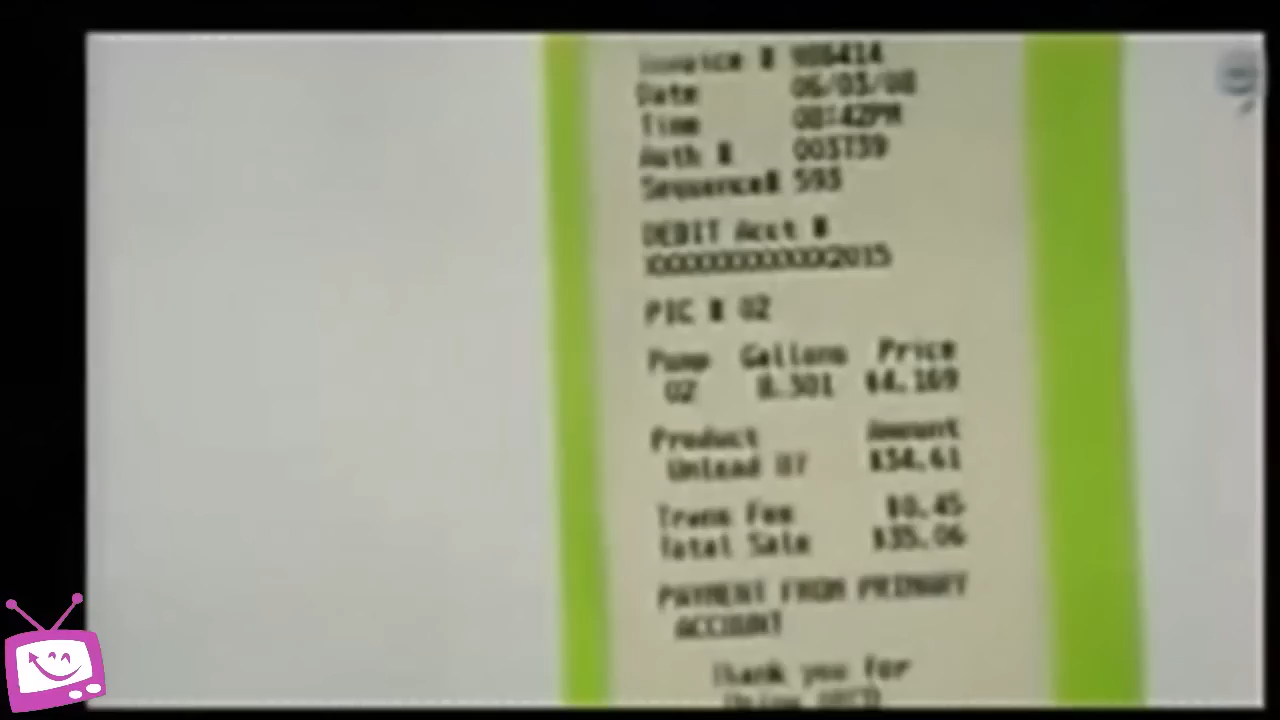 Invoice # 986414
Date 06/03/08
Time 08:42PM
Auth # 003739
Sequence# 593
DEBIT Acct #
XXXXXXXXXXXX2015
PIC # 02
Pump Gallons Price
02 8.301 $4.169
Product Amount
Unlead 87 $34.61
Trans Fee $0.45
Total Sale $35.06
PAYMENT FROM PRIMARY
ACCOUNT
Thank you for